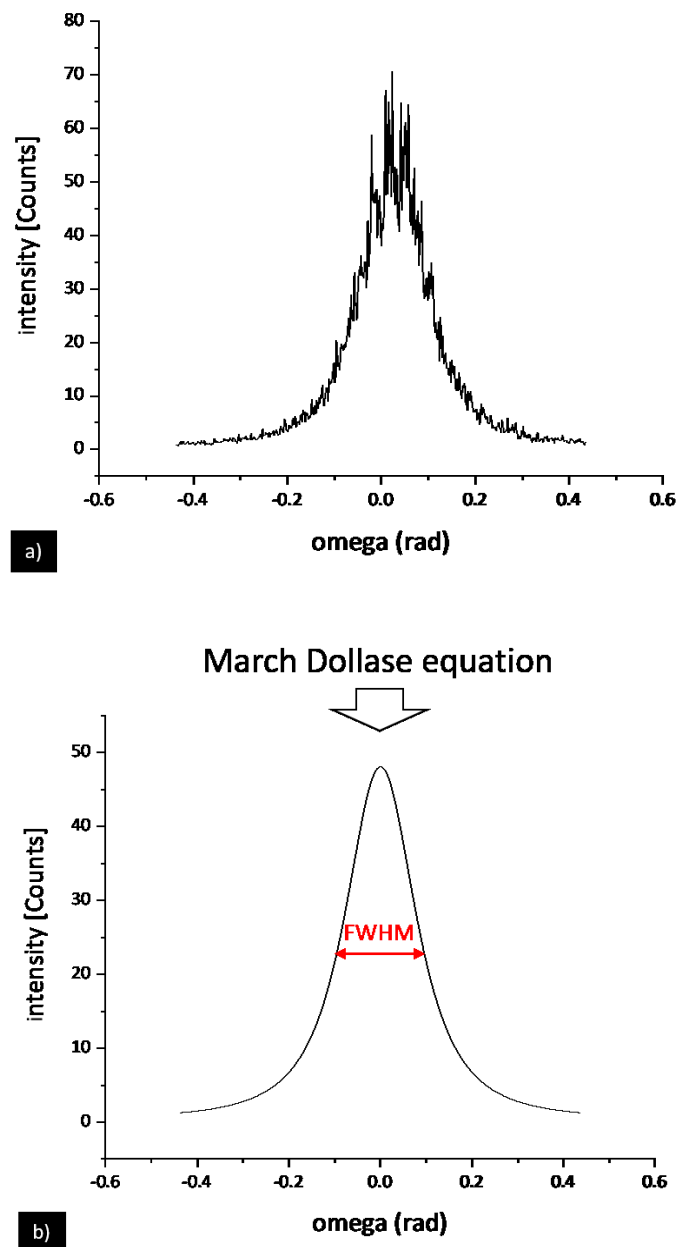 80
70
60
50
40
30
20
10
0
intensity [Counts]
-0.6 -0.4 -0.2 0.0 0.2 0.4 0.6
omega (rad)
a)
March Dollase equation
50
40
30
20
10
0
intensity [Counts]
FWHM
-0.6 -0.4 -0.2 0.0 0.2 0.4 0.6
omega (rad)
b)